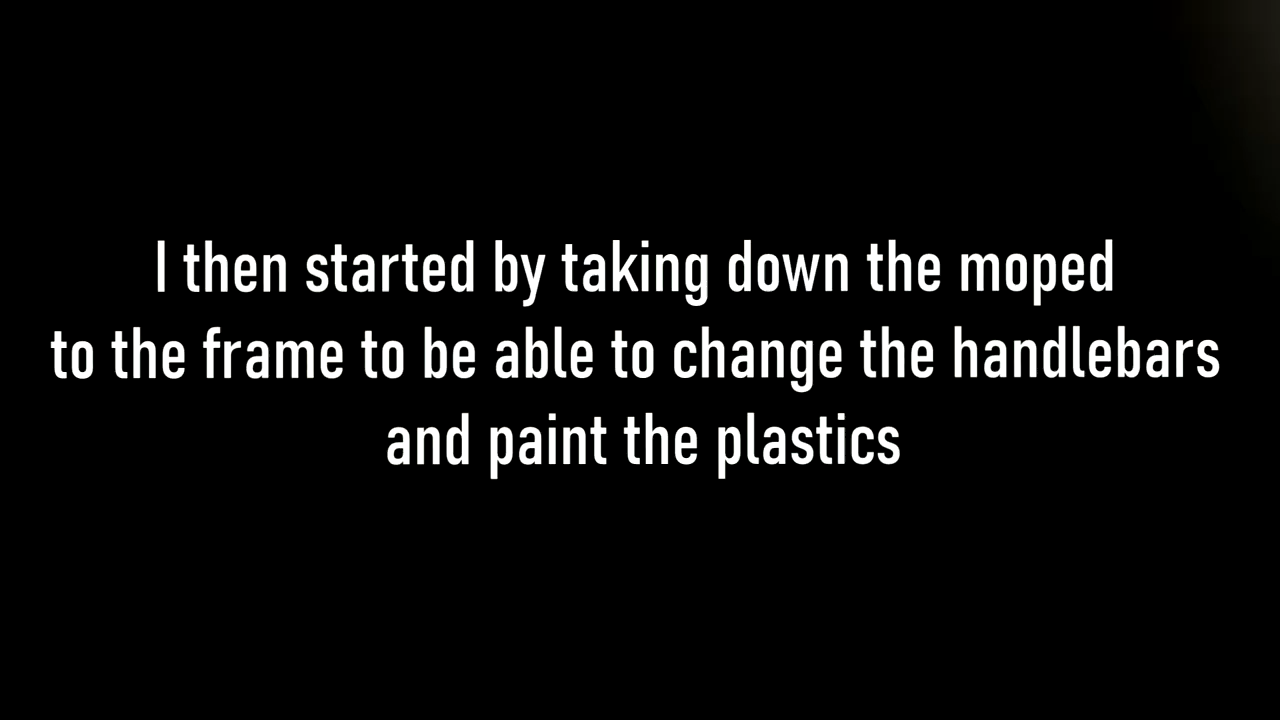 I then started by taking down the moped
to the frame to be able to change the handlebars
and paint the plastics